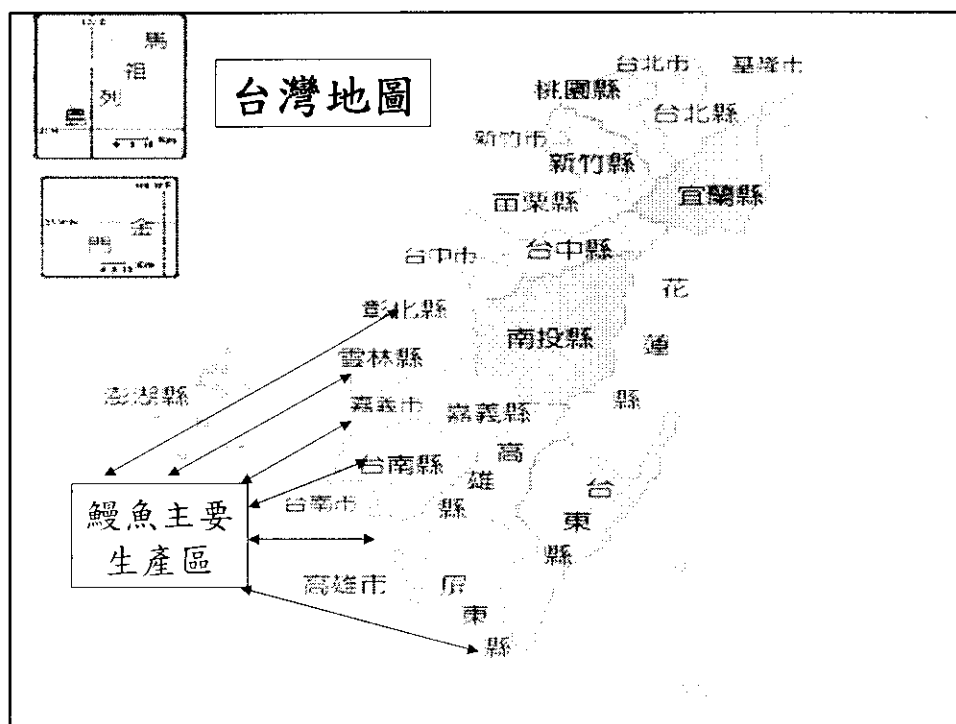 馬
祖
列
島
金
門
台灣地圖
台北市
基隆市
桃園縣
台北縣
新竹市
新竹縣
苗栗縣
宜蘭縣
台中市
台中縣
花
蓮
縣
彰化縣
南投縣
雲林縣
澎湖縣
嘉義市
嘉義縣
台南縣
台南市
高
雄
縣
台
東
縣
高雄市
屏
東
縣
鰻魚主要
生產區